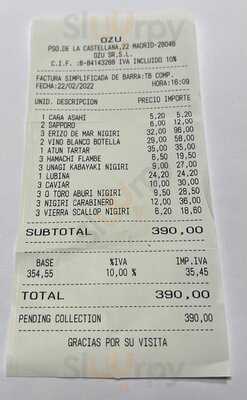 OZU
PSO.DE LA CASTELLANA,22 MADRID-28046
OZU SR,S.L.
C.I.F. :B-84143266 IVA INCLUIDO 10%
FACTURA SIMPLIFICADA DE BARRA:TB COMP.
FECHA:22/02/2022 HORA:16:09
UNID. DESCRIPCION PRECIO IMPORTE
1 CAÑA ASAHI 5,20 5,20
2 SAPPORO 6,00 12,00
3 ERIZO DE MAR NIGIRI 32,00 96,00
2 VINO BLANCO BOTELLA 29,00 58,00
1 ATUN TARTAR 35,00 35,00
3 HAMACHI FLAMBE 6,50 19,50
3 UNAGI KABAYAKI NIGIRI 9,00 27,00
1 LUBINA 24,20 24,20
3 CAVIAR 10,00 30,00
3 O TORO ABURI NIGIRI 9,50 28,50
3 NIGIRI CARABINERO 12,00 36,00
3 VIERRA SCALLOP NIGIRI 6,20 18,60
SUBTOTAL 390,00
BASE %IVA IMP.IVA
354,55 10,00 % 35,45
TOTAL 390,00
PENDING COLLECTION 390,00
GRACIAS POR SU VISITA